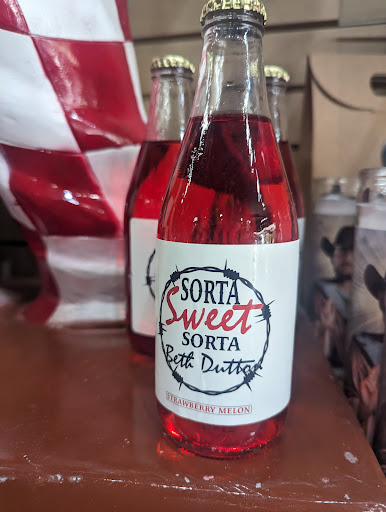 SORTA
Sweet
SORTA
Beth Dutton
STRAWBERRY MELON